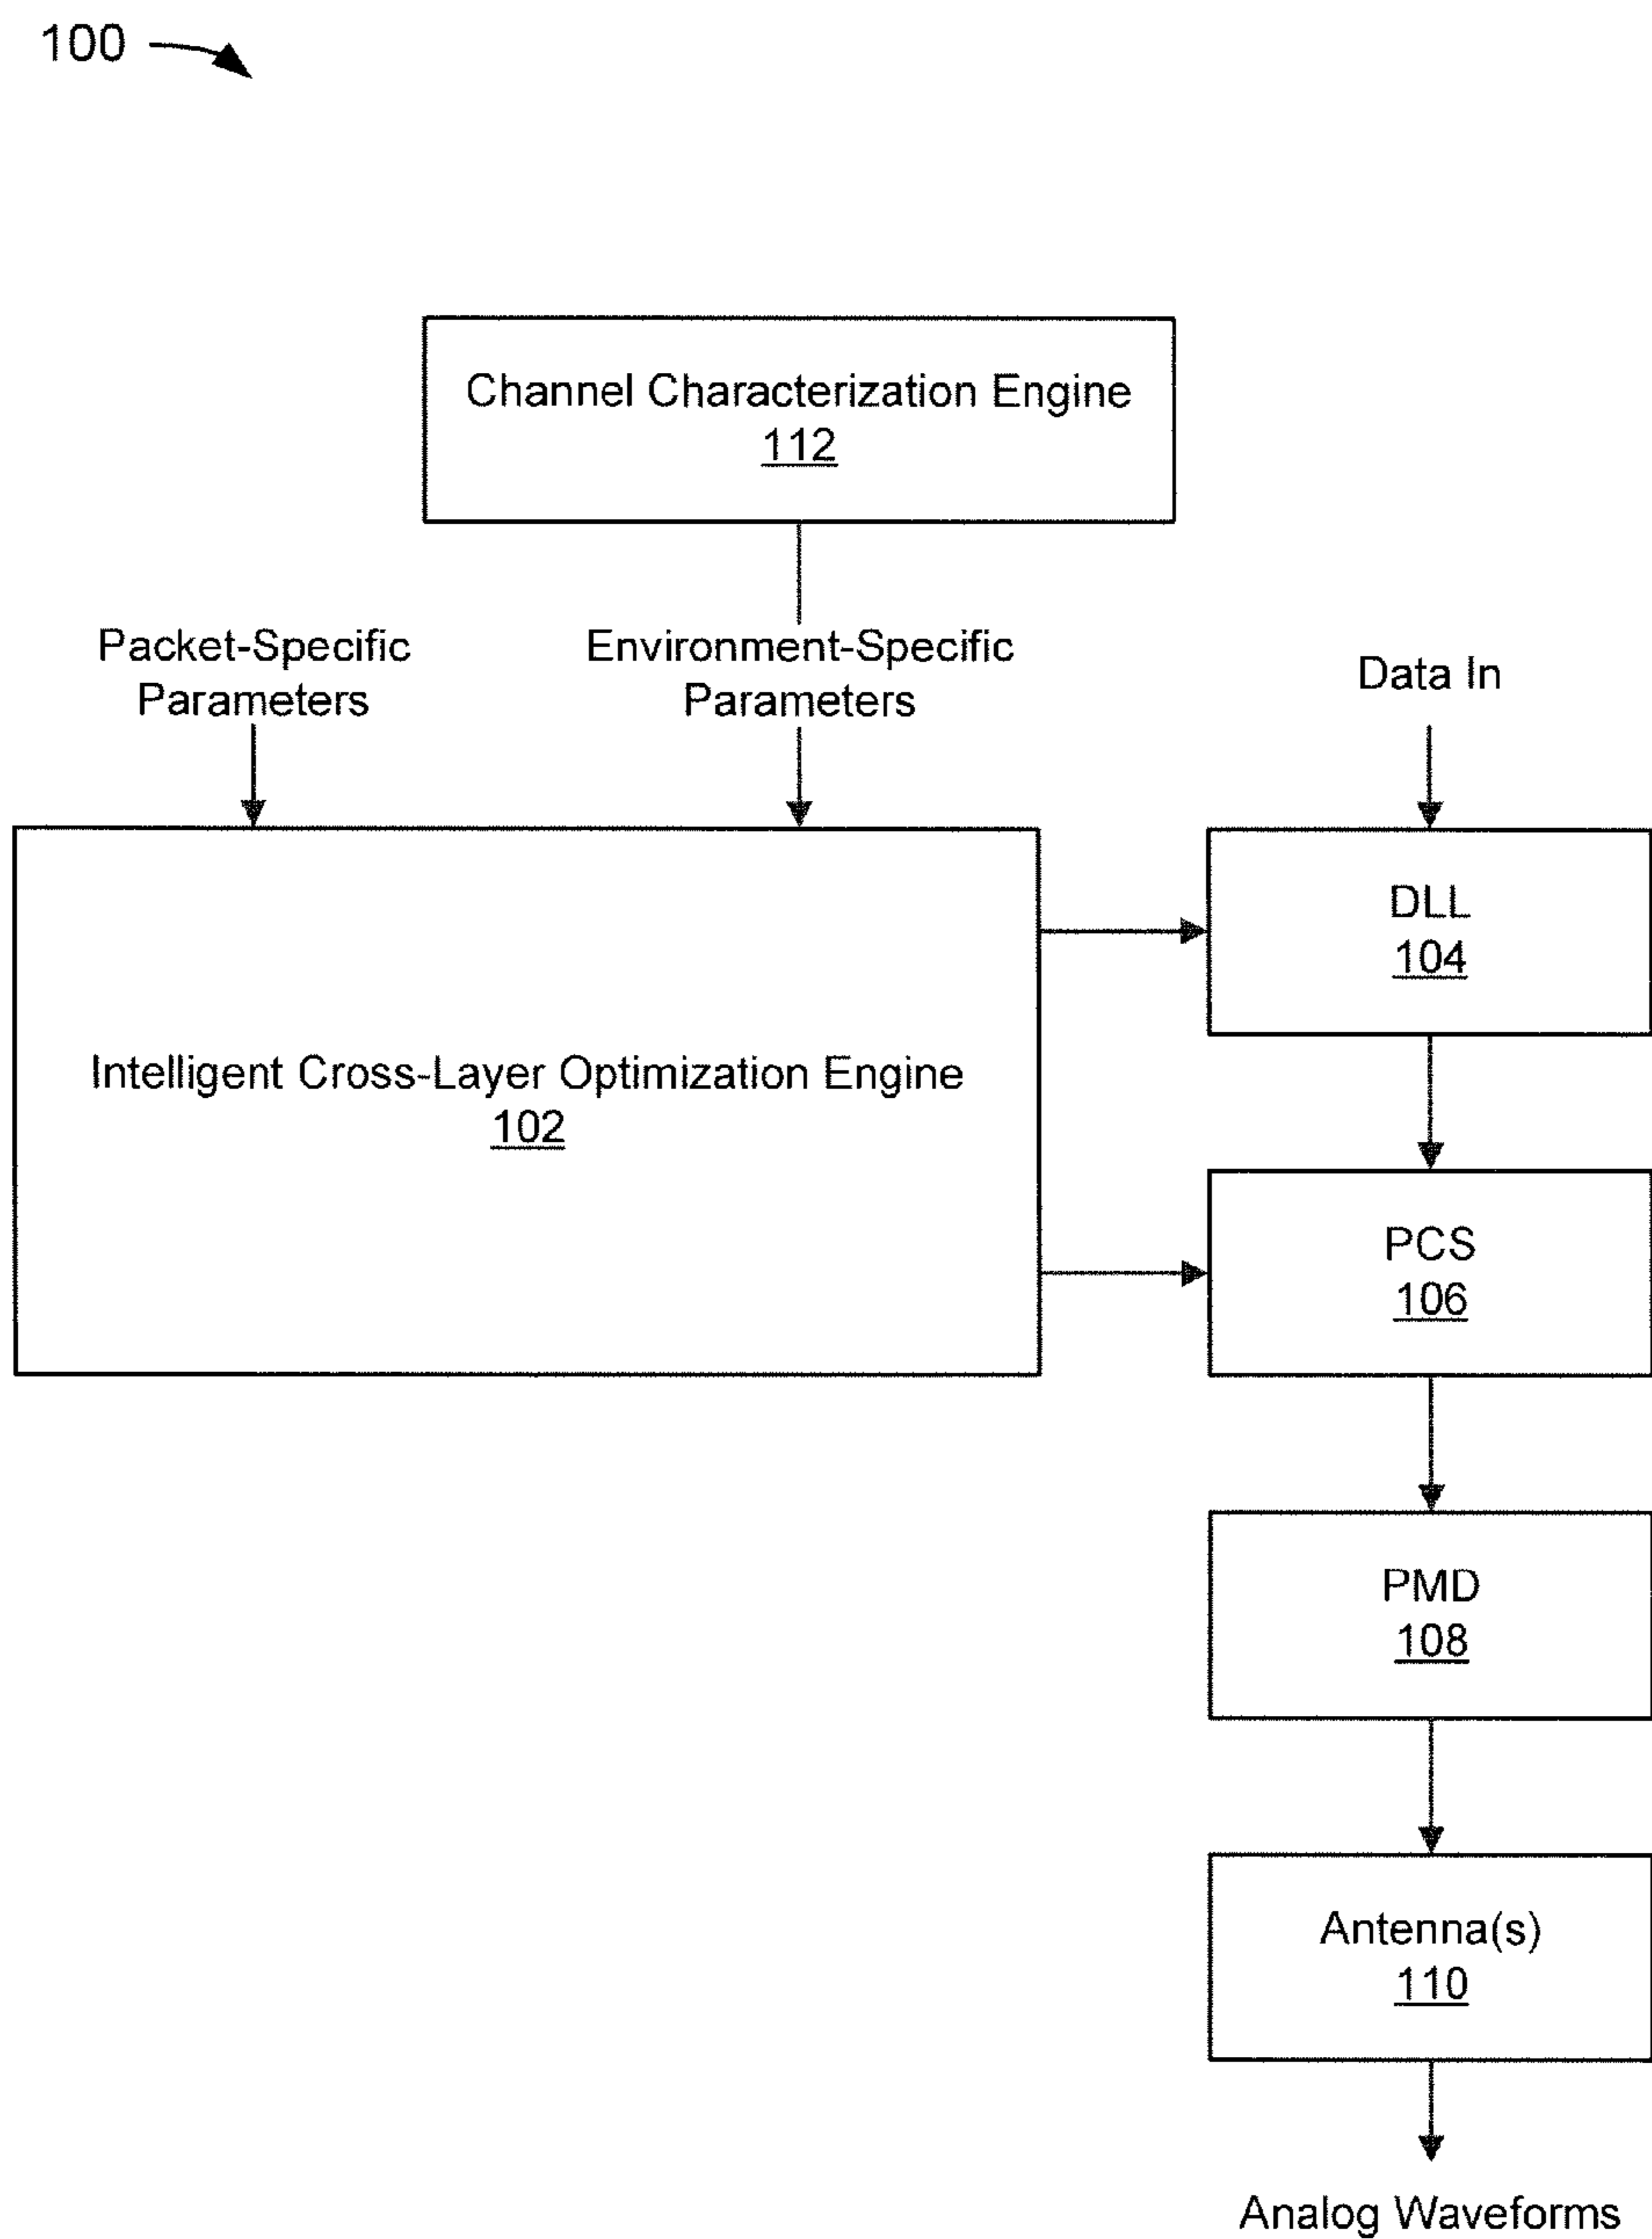 100
Channel Characterization Engine
112
Packet-Specific
Parameters
Environment-Specific
Parameters
Data In
DLL
104
Intelligent Cross-Layer Optimization Engine
102
PCS
106
PMD
108
Antenna(s)
110
Analog Waveforms